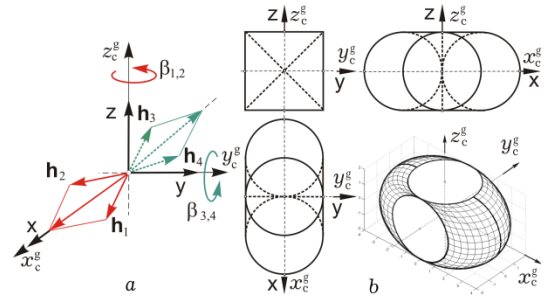 z_c^g
β_{1,2}
z
h_3
h_2
h_4
y_c^g
y
β_{3,4}
x
h_1
x_c^g
a
z z_c^g
y_c^g
y
z z_c^g
x_c^g
x
y_c^g
y
x x_c^g
z_c^g
y_c^g
x_c^g
b